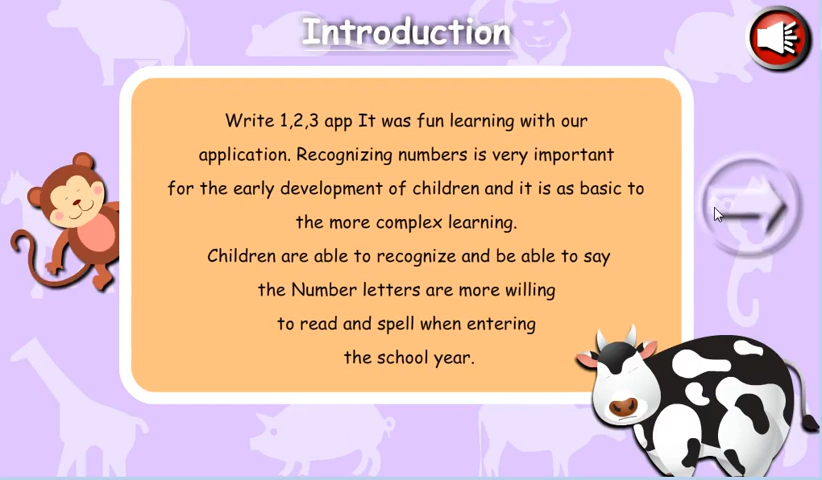 Introduction
Write 1,2,3 app It was fun learning with our
application. Recognizing numbers is very important
for the early development of children and it is as basic to
the more complex learning.
Children are able to recognize and be able to say
the Number letters are more willing
to read and spell when entering
the school year.